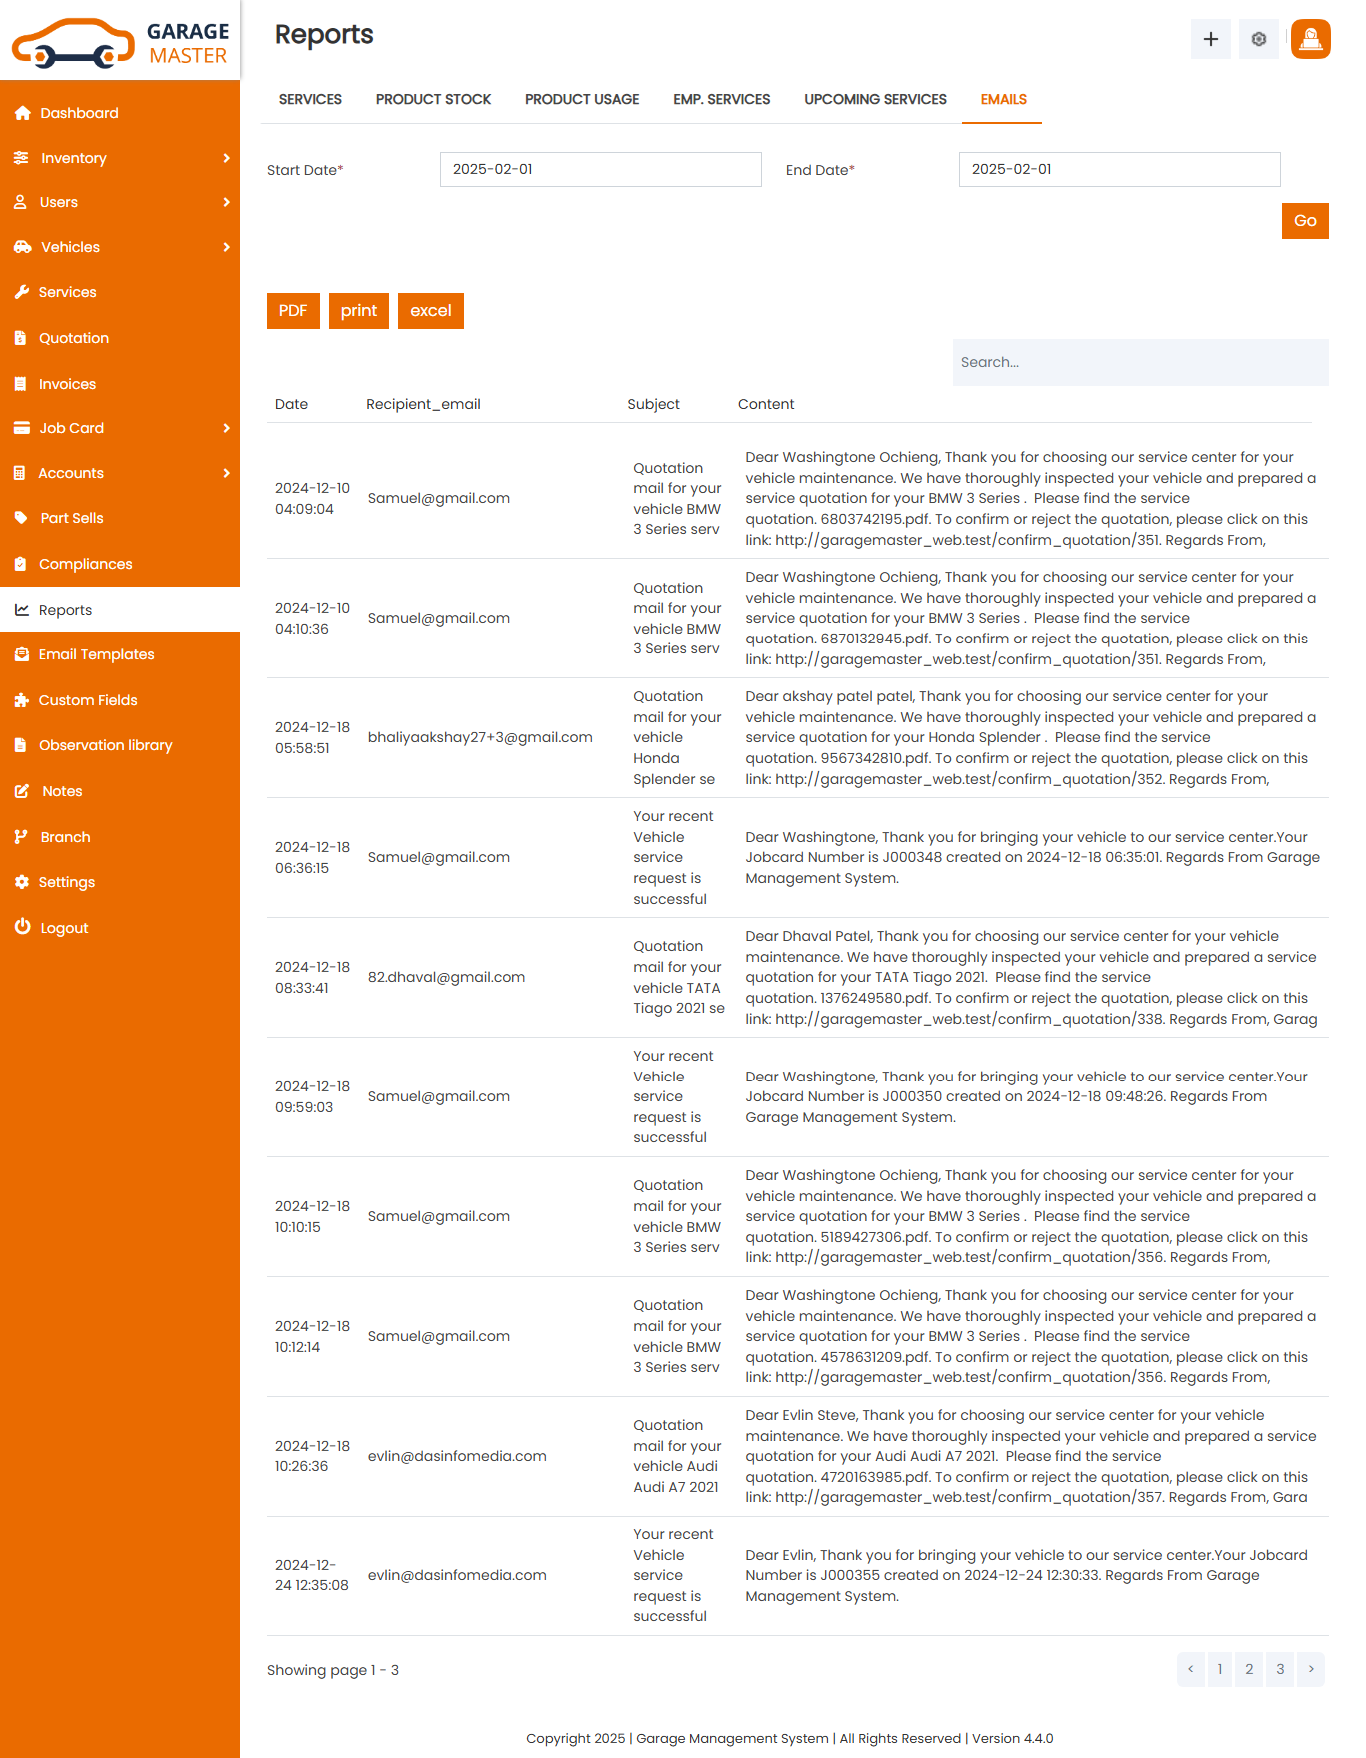 GARAGE
MASTER
Reports
Dashboard
Inventory
Users
Vehicles
Services
Quotation
Invoices
Job Card
Accounts
Part Sells
Compliances
Reports
Email Templates
Custom Fields
Observation library
Notes
Branch
Settings
Logout
SERVICES PRODUCT STOCK PRODUCT USAGE EMP. SERVICES UPCOMING SERVICES EMAILS
Start Date* 2025-02-01 End Date* 2025-02-01
Go
PDF print excel
Search...
Date Recipient_email Subject Content
2024-12-10
04:09:04
Samuel@gmail.com
Quotation
mail for your
vehicle BMW
3 Series serv
Dear Washingtone Ochieng, Thank you for choosing our service center for your
vehicle maintenance. We have thoroughly inspected your vehicle and prepared a
service quotation for your BMW 3 Series . Please find the service
quotation. 6803742195.pdf. To confirm or reject the quotation, please click on this
link: http://garagemaster_web.test/confirm_quotation/351. Regards From,
2024-12-10
04:10:36
Samuel@gmail.com
Quotation
mail for your
vehicle BMW
3 Series serv
Dear Washingtone Ochieng, Thank you for choosing our service center for your
vehicle maintenance. We have thoroughly inspected your vehicle and prepared a
service quotation for your BMW 3 Series . Please find the service
quotation. 6870132945.pdf. To confirm or reject the quotation, please click on this
link: http://garagemaster_web.test/confirm_quotation/351. Regards From,
2024-12-18
05:58:51
bhaliyaakshay27+3@gmail.com
Quotation
mail for your
vehicle
Honda
Splender se
Dear akshay patel patel, Thank you for choosing our service center for your
vehicle maintenance. We have thoroughly inspected your vehicle and prepared a
service quotation for your Honda Splender . Please find the service
quotation. 9567342810.pdf. To confirm or reject the quotation, please click on this
link: http://garagemaster_web.test/confirm_quotation/352. Regards From,
2024-12-18
06:36:15
Samuel@gmail.com
Your recent
Vehicle
service
request is
successful
Dear Washingtone, Thank you for bringing your vehicle to our service center.Your
Jobcard Number is J000348 created on 2024-12-18 06:35:01. Regards From Garage
Management System.
2024-12-18
08:33:41
82.dhaval@gmail.com
Quotation
mail for your
vehicle TATA
Tiago 2021 se
Dear Dhaval Patel, Thank you for choosing our service center for your vehicle
maintenance. We have thoroughly inspected your vehicle and prepared a service
quotation for your TATA Tiago 2021. Please find the service
quotation. 1376249580.pdf. To confirm or reject the quotation, please click on this
link: http://garagemaster_web.test/confirm_quotation/338. Regards From, Garag
2024-12-18
09:59:03
Samuel@gmail.com
Your recent
Vehicle
service
request is
successful
Dear Washingtone, Thank you for bringing your vehicle to our service center.Your
Jobcard Number is J000350 created on 2024-12-18 09:48:26. Regards From
Garage Management System.
2024-12-18
10:10:15
Samuel@gmail.com
Quotation
mail for your
vehicle BMW
3 Series serv
Dear Washingtone Ochieng, Thank you for choosing our service center for your
vehicle maintenance. We have thoroughly inspected your vehicle and prepared a
service quotation for your BMW 3 Series . Please find the service
quotation. 5189427306.pdf. To confirm or reject the quotation, please click on this
link: http://garagemaster_web.test/confirm_quotation/356. Regards From,
2024-12-18
10:12:14
Samuel@gmail.com
Quotation
mail for your
vehicle BMW
3 Series serv
Dear Washingtone Ochieng, Thank you for choosing our service center for your
vehicle maintenance. We have thoroughly inspected your vehicle and prepared a
service quotation for your BMW 3 Series . Please find the service
quotation. 4578631209.pdf. To confirm or reject the quotation, please click on this
link: http://garagemaster_web.test/confirm_quotation/356. Regards From,
2024-12-18
10:26:36
evlin@dasinfomedia.com
Quotation
mail for your
vehicle Audi
Audi A7 2021
Dear Evlin Steve, Thank you for choosing our service center for your vehicle
maintenance. We have thoroughly inspected your vehicle and prepared a service
quotation for your Audi Audi A7 2021. Please find the service
quotation. 4720163985.pdf. To confirm or reject the quotation, please click on this
link: http://garagemaster_web.test/confirm_quotation/357. Regards From, Gara
2024-12-
24 12:35:08
evlin@dasinfomedia.com
Your recent
Vehicle
service
request is
successful
Dear Evlin, Thank you for bringing your vehicle to our service center.Your Jobcard
Number is J000355 created on 2024-12-24 12:30:33. Regards From Garage
Management System.
Showing page 1 - 3
< 1 2 3 >
Copyright 2025 | Garage Management System | All Rights Reserved | Version 4.4.0